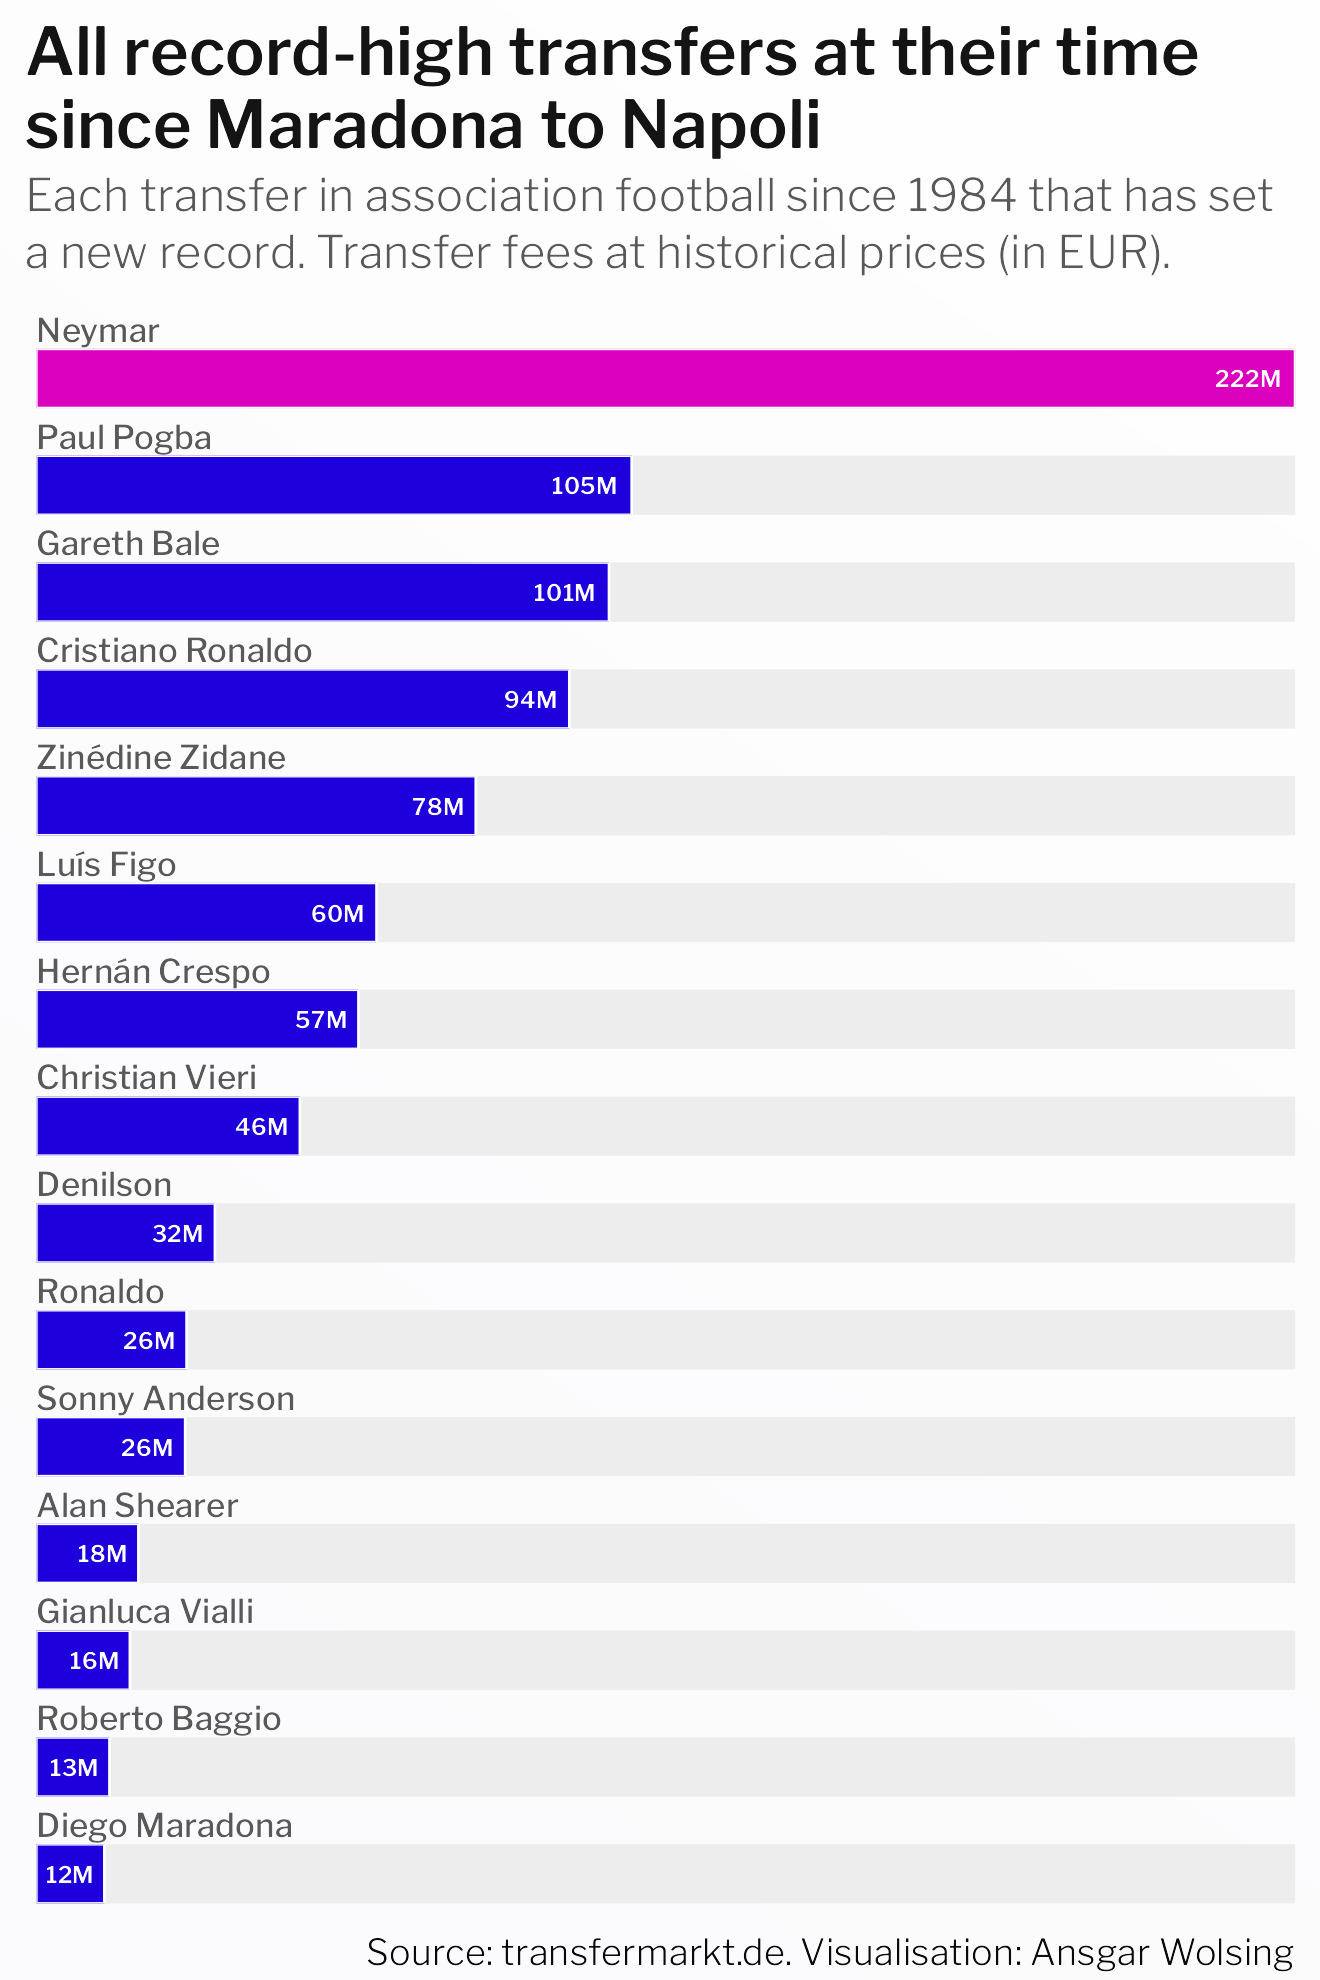 All record-high transfers at their time
since Maradona to Napoli
Each transfer in association football since 1984 that has set
a new record. Transfer fees at historical prices (in EUR).
Neymar
222M
Paul Pogba
105M
Gareth Bale
101M
Cristiano Ronaldo
94M
Zinédine Zidane
78M
Luís Figo
60M
Hernán Crespo
57M
Christian Vieri
46M
Denilson
32M
Ronaldo
26M
Sonny Anderson
26M
Alan Shearer
18M
Gianluca Vialli
16M
Roberto Baggio
13M
Diego Maradona
12M
Source: transfermarkt.de. Visualisation: Ansgar Wolsing